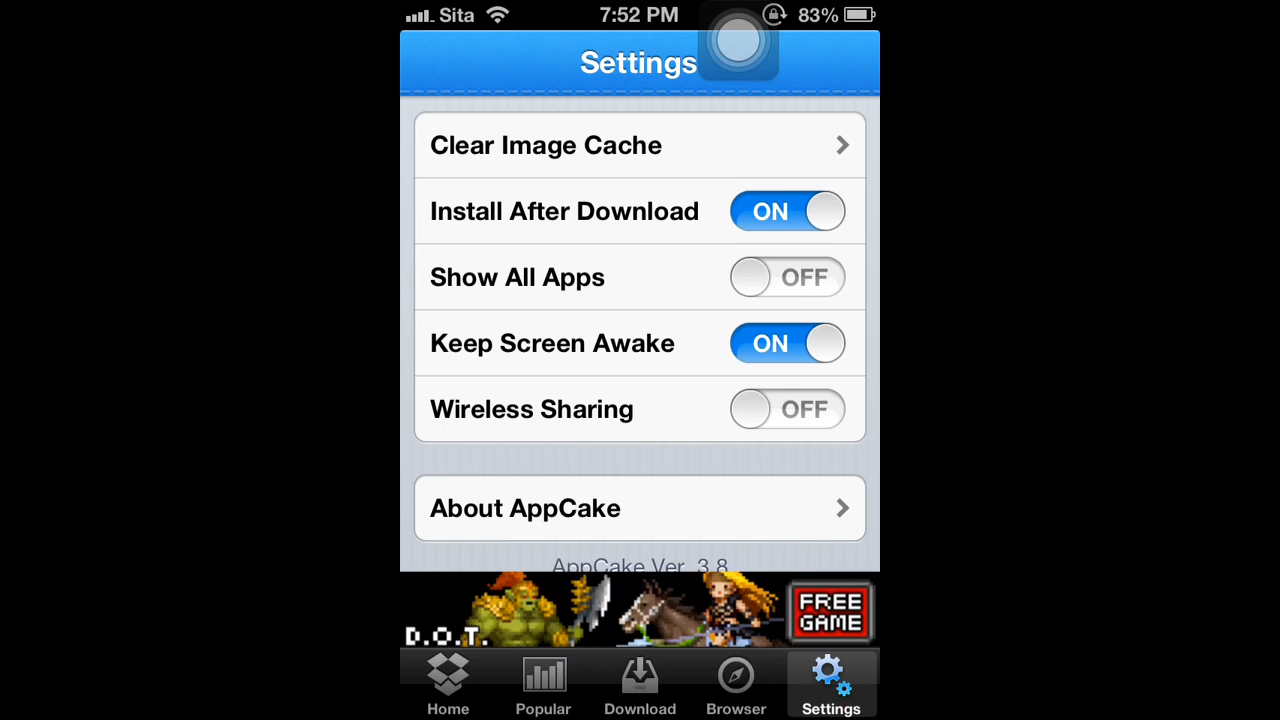 Sita 7:52 PM 83%
Settings
Clear Image Cache
Install After Download ON
Show All Apps OFF
Keep Screen Awake ON
Wireless Sharing OFF
About AppCake
AppCake Ver. 3.8
D.O.T. FREE GAME
Home Popular Download Browser Settings